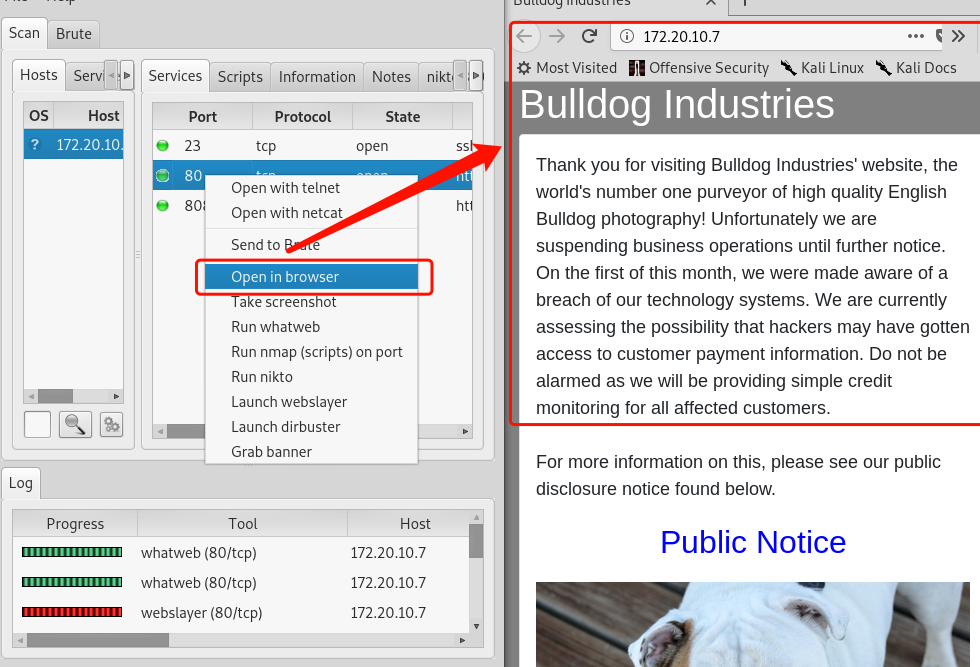 Help
Scan
Brute
Hosts
Services
Scripts
Information
Notes
OS
Host
? 172.20.10.
Port
Protocol
State
23
tcp
open
80
808
Open with telnet
Open with netcat
Send to Brute
Open in browser
Take screenshot
Run whatweb
Run nmap (scripts) on port
Run nikto
Launch webslayer
Launch dirbuster
Grab banner
Log
Progress
Tool
Host
whatweb (80/tcp)
172.20.10.7
whatweb (80/tcp)
172.20.10.7
webslayer (80/tcp)
172.20.10.7
172.20.10.7
Most Visited
Offensive Security
Kali Linux
Kali Docs
Bulldog Industries
Thank you for visiting Bulldog Industries' website, the
world's number one purveyor of high quality English
Bulldog photography! Unfortunately we are
suspending business operations until further notice.
On the first of this month, we were made aware of a
breach of our technology systems. We are currently
assessing the possibility that hackers may have gotten
access to customer payment information. Do not be
alarmed as we will be providing simple credit
monitoring for all affected customers.
For more information on this, please see our public
disclosure notice found below.
Public Notice